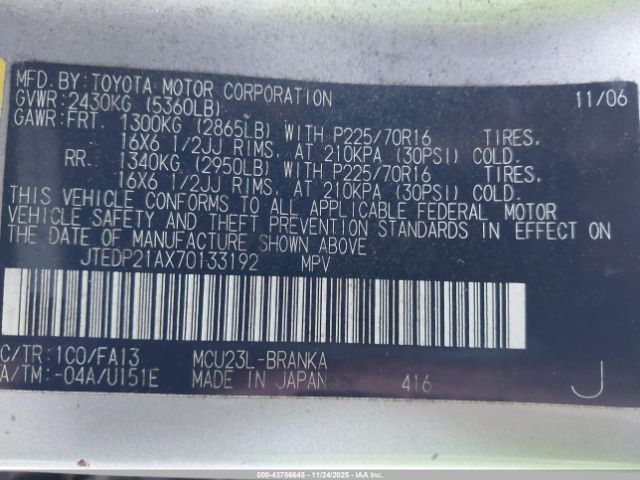 MFD. BY: TOYOTA MOTOR CORPORATION 11/06
GVWR: 2430KG (5360LB)
GAWR: FRT. 1300KG (2865LB) WITH P225/70R16 TIRES,
16X6 1/2JJ RIMS, AT 210KPA (30PSI) COLD.
RR. 1340KG (2950LB) WITH P225/70R16 TIRES,
16X6 1/2JJ RIMS, AT 210KPA (30PSI) COLD.
THIS VEHICLE CONFORMS TO ALL APPLICABLE FEDERAL MOTOR
VEHICLE SAFETY AND THEFT PREVENTION STANDARDS IN EFFECT ON
THE DATE OF MANUFACTURE SHOWN ABOVE
JTEDP21AX70133192 MPV
C/TR: 1C0/FA13 MCU23L-BRANKA
A/TM: -04A/U151E MADE IN JAPAN 416 J
000-43786645 - 11/24/2025 - IAA Inc.